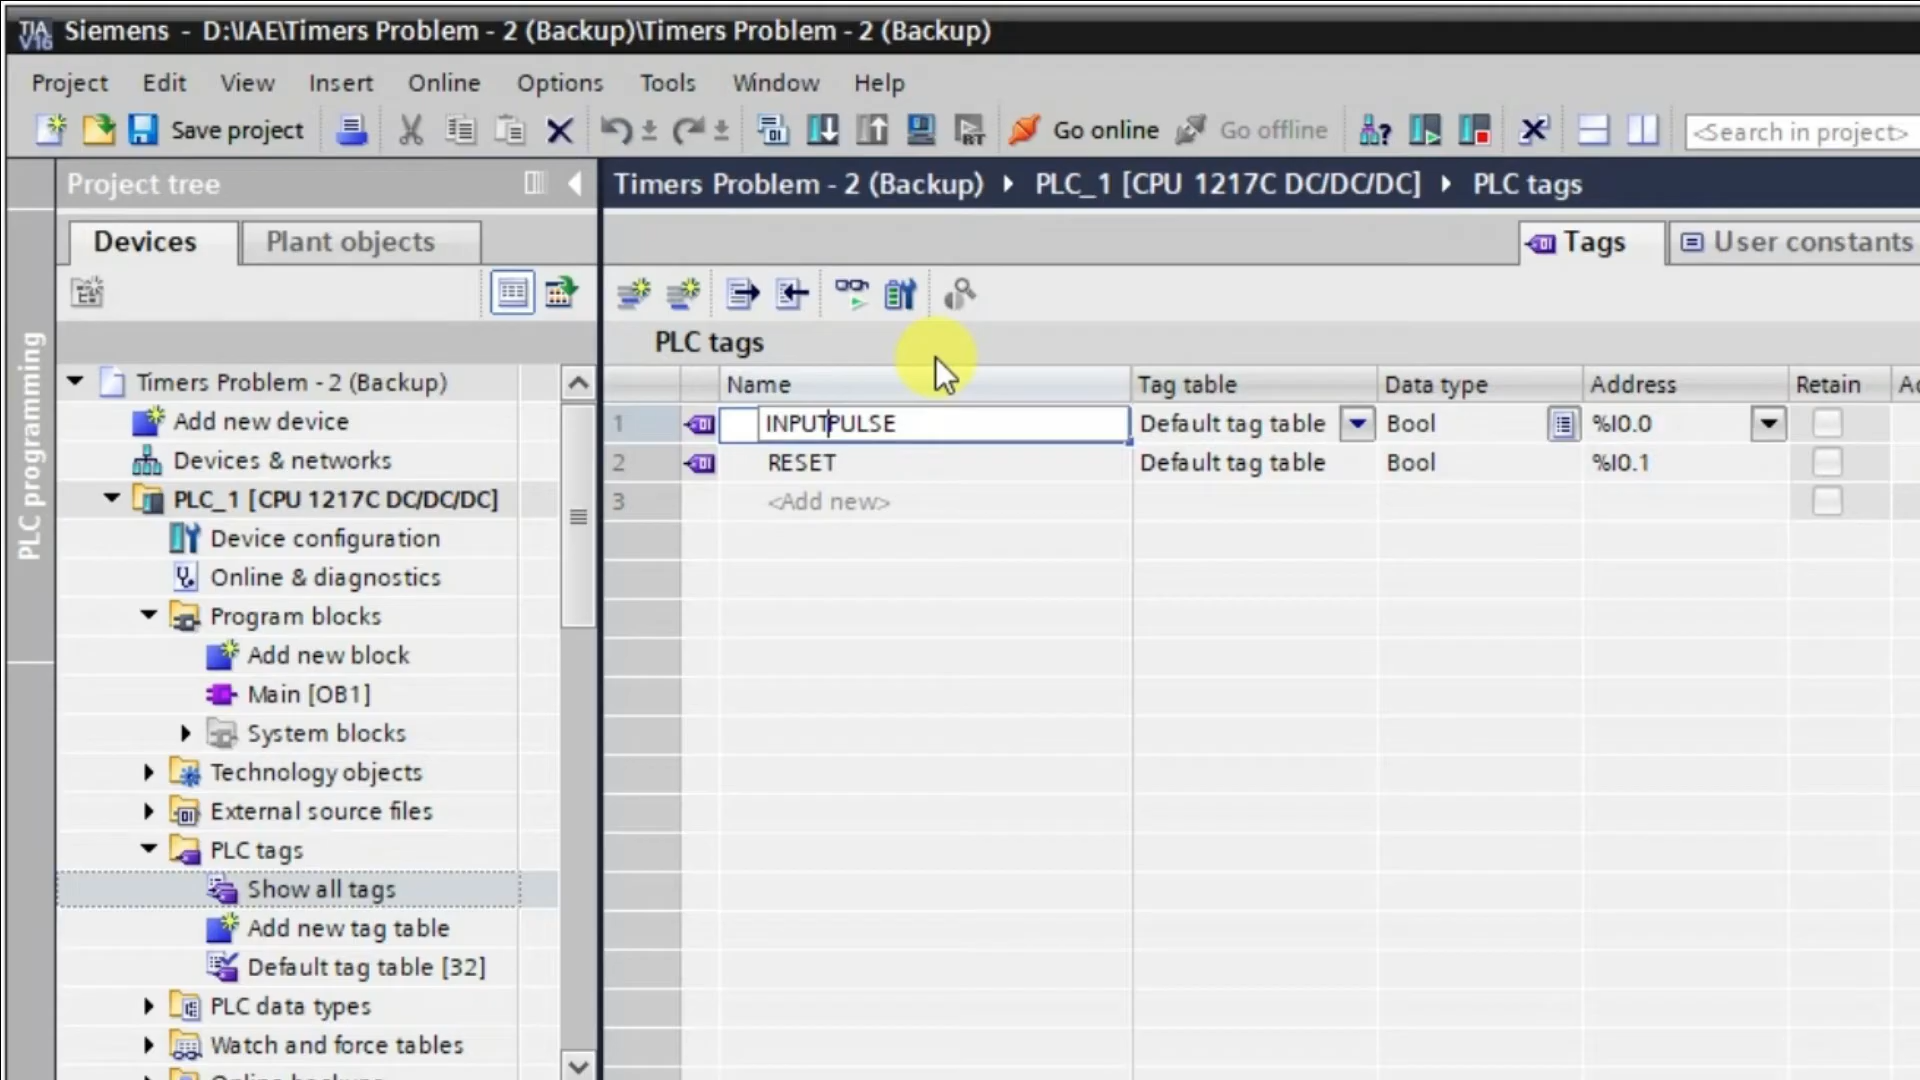 TIA V16 Siemens - D:\IAE\Timers Problem - 2 (Backup)\Timers Problem - 2 (Backup)
Project Edit View Insert Online Options Tools Window Help
Save project Go online Go offline <Search in project>
Project tree
Timers Problem - 2 (Backup) PLC_1 [CPU 1217C DC/DC/DC] PLC tags
Devices Plant objects
Tags User constants
PLC programming
PLC tags
Name Tag table Data type Address Retain
1 INPUTPULSE Default tag table Bool %I0.0
2 RESET Default tag table Bool %I0.1
3 <Add new>
Timers Problem - 2 (Backup)
Add new device
Devices & networks
PLC_1 [CPU 1217C DC/DC/DC]
Device configuration
Online & diagnostics
Program blocks
Add new block
Main [OB1]
System blocks
Technology objects
External source files
PLC tags
Show all tags
Add new tag table
Default tag table [32]
PLC data types
Watch and force tables